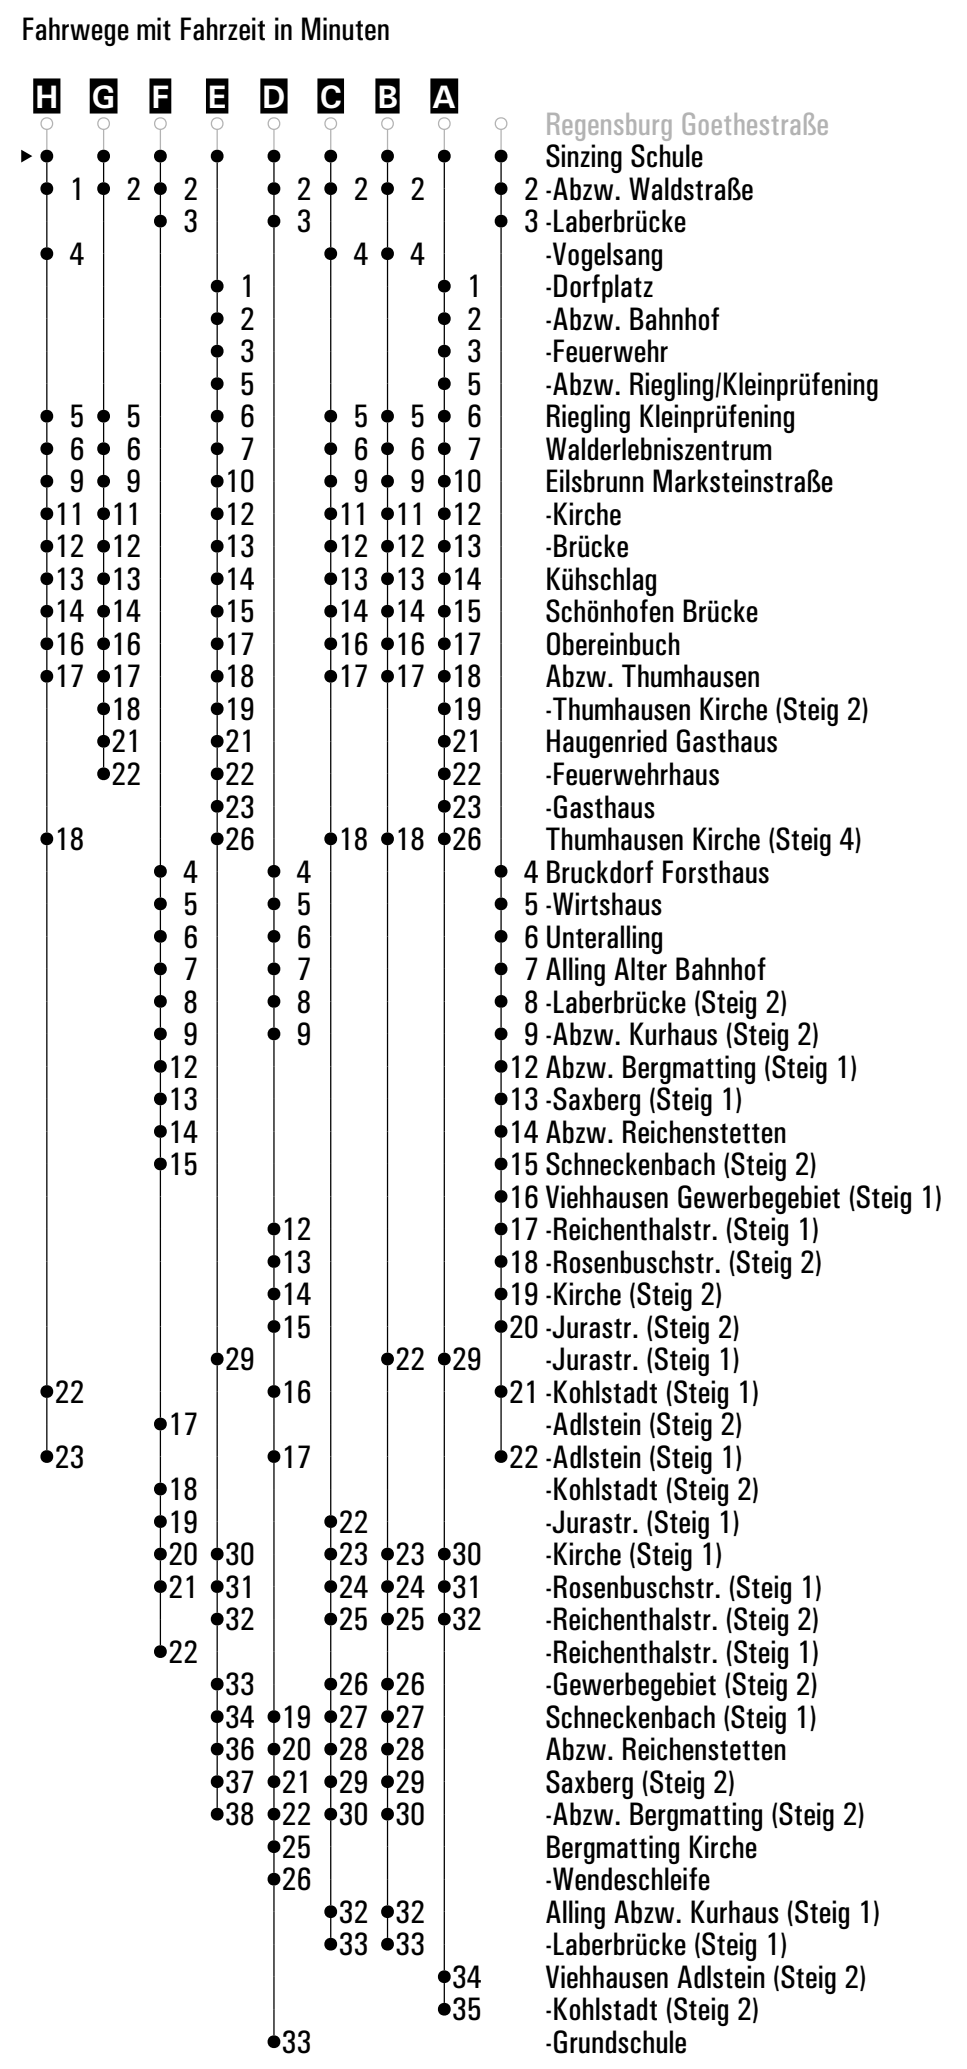 Fahrwege mit Fahrzeit in Minuten
H G F E D C B A
Regensburg Goethestraße
Sinzing Schule
1 2 2 2 2 2 2 -Abzw. Waldstraße
3 3 3 -Laberbrücke
4 4 4 -Vogelsang
1 1 -Dorfplatz
2 2 -Abzw. Bahnhof
3 3 -Feuerwehr
5 5 -Abzw. Riegling/Kleinprüfening
5 5 6 5 5 6 Riegling Kleinprüfening
6 6 7 6 6 7 Walderlebniszentrum
9 9 10 9 9 10 Eilsbrunn Marksteinstraße
11 11 12 11 11 12 -Kirche
12 12 13 12 12 13 -Brücke
13 13 14 13 13 14 Kühschlag
14 14 15 14 14 15 Schönhofen Brücke
16 16 17 16 16 17 Obereinbuch
17 17 18 17 17 18 Abzw. Thumhausen
18 19 19 -Thumhausen Kirche (Steig 2)
21 21 21 Haugenried Gasthaus
22 22 22 -Feuerwehrhaus
23 23 -Gasthaus
18 26 18 18 26 Thumhausen Kirche (Steig 4)
4 4 4 Bruckdorf Forsthaus
5 5 5 -Wirtshaus
6 6 6 Unteralling
7 7 7 Alling Alter Bahnhof
8 8 8 -Laberbrücke (Steig 2)
9 9 9 -Abzw. Kurhaus (Steig 2)
12 12 Abzw. Bergmatting (Steig 1)
13 13 -Saxberg (Steig 1)
14 14 Abzw. Reichenstetten
15 15 Schneckenbach (Steig 2)
16 Viehhausen Gewerbegebiet (Steig 1)
12 17 -Reichenthalstr. (Steig 1)
13 18 -Rosenbuschstr. (Steig 2)
14 19 -Kirche (Steig 2)
15 20 -Jurastr. (Steig 2)
29 22 29 -Jurastr. (Steig 1)
22 16 21 -Kohlstadt (Steig 1)
17 -Adlstein (Steig 2)
23 17 22 -Adlstein (Steig 1)
18 -Kohlstadt (Steig 2)
19 22 -Jurastr. (Steig 1)
20 30 23 23 30 -Kirche (Steig 1)
21 31 24 24 31 -Rosenbuschstr. (Steig 1)
32 25 25 32 -Reichenthalstr. (Steig 2)
22 -Reichenthalstr. (Steig 1)
33 26 26 -Gewerbegebiet (Steig 2)
34 19 27 27 Schneckenbach (Steig 1)
36 20 28 28 Abzw. Reichenstetten
37 21 29 29 Saxberg (Steig 2)
38 22 30 30 -Abzw. Bergmatting (Steig 2)
25 Bergmatting Kirche
26 -Wendeschleife
32 32 Alling Abzw. Kurhaus (Steig 1)
33 33 -Laberbrücke (Steig 1)
34 Viehhausen Adlstein (Steig 2)
35 -Kohlstadt (Steig 2)
33 -Grundschule